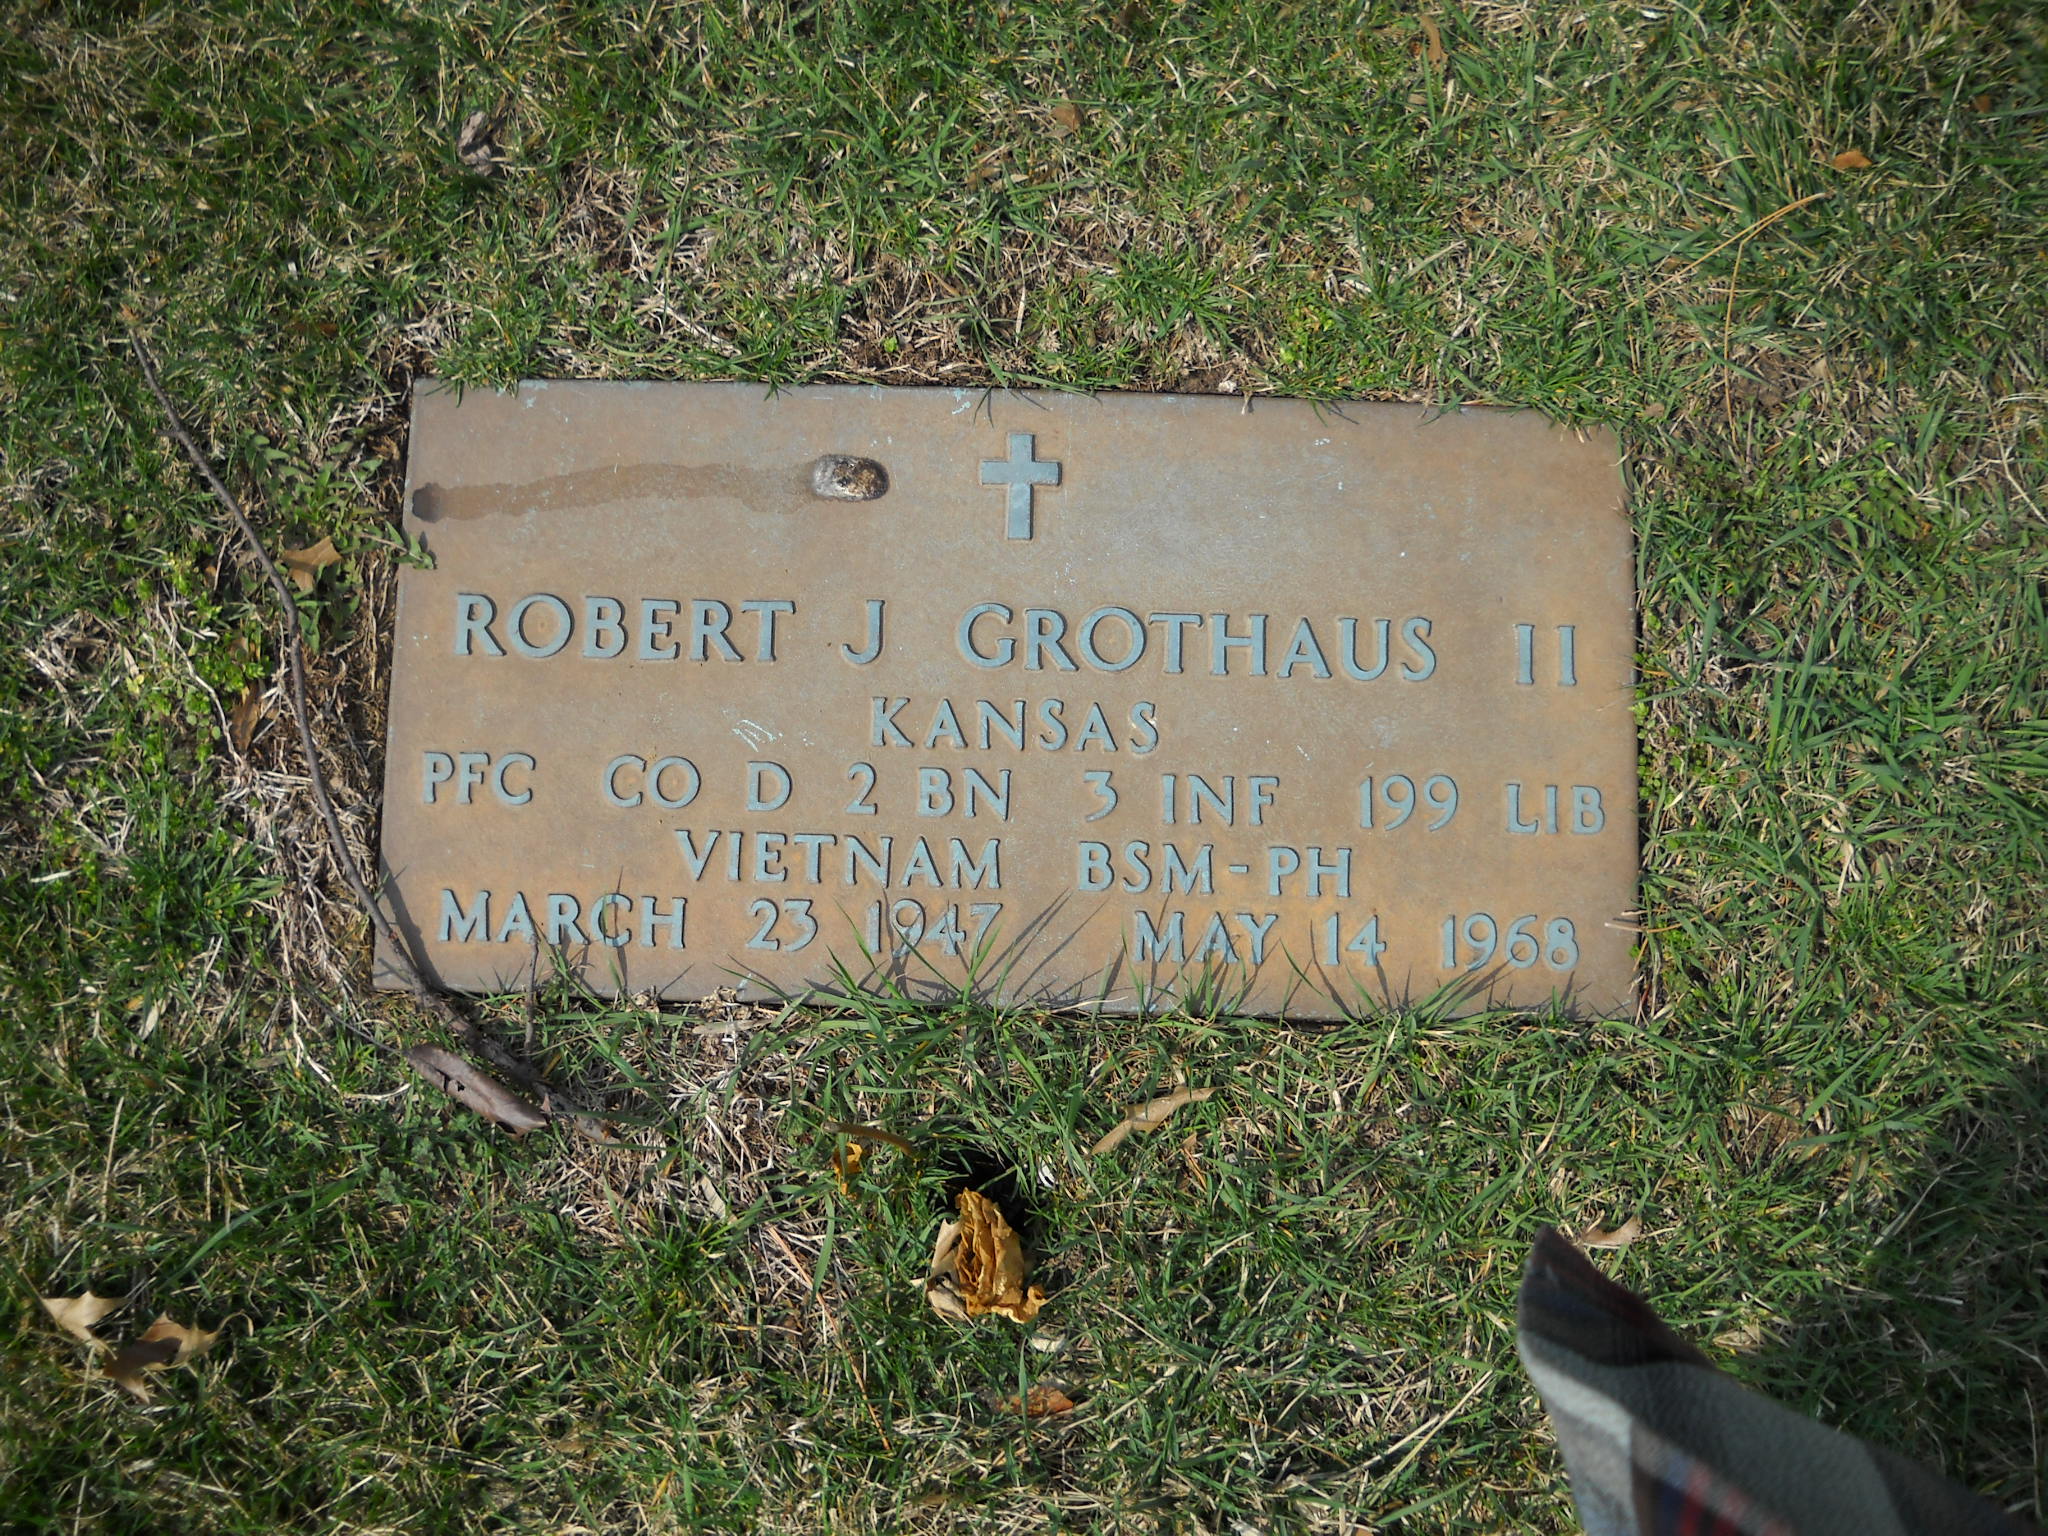 ROBERT J GROTHAUS II
KANSAS
PFC CO D 2 BN 3 INF 199 LIB
VIETNAM BSM-PH
MARCH 23 1947 MAY 14 1968